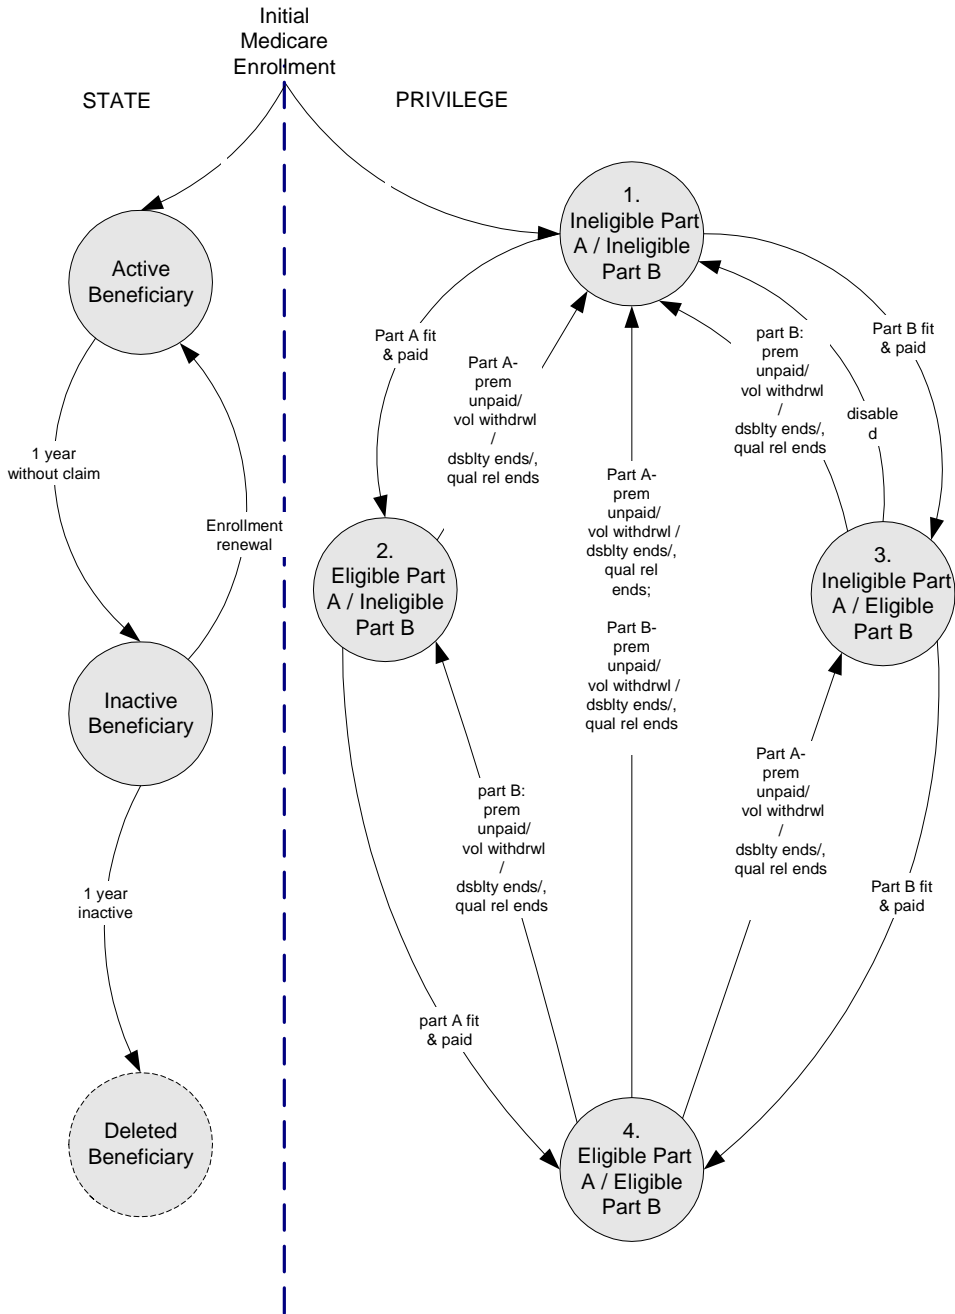 Initial
Medicare
Enrollment
STATE
PRIVILEGE
Active
Beneficiary
1 year
without claim
Enrollment
renewal
Inactive
Beneficiary
1 year
inactive
Deleted
Beneficiary
1.
Ineligible Part
A / Ineligible
Part B
Part A fit
& paid
Part A-
prem
unpaid/
vol withdrwl
/
dsblty ends/,
qual rel ends
Part A-
prem
unpaid/
vol withdrwl /
dsblty ends/,
qual rel
ends;
Part B-
prem
unpaid/
vol withdrwl /
dsblty ends/,
qual rel ends
part B:
prem
unpaid/
vol withdrwl
/
dsblty ends/,
qual rel ends
disable
d
Part B fit
& paid
2.
Eligible Part
A / Ineligible
Part B
3.
Ineligible Part
A / Eligible
Part B
part B:
prem
unpaid/
vol withdrwl
/
dsblty ends/,
qual rel ends
Part A-
prem
unpaid/
vol withdrwl
/
dsblty ends/,
qual rel ends
Part B fit
& paid
part A fit
& paid
4.
Eligible Part
A / Eligible
Part B